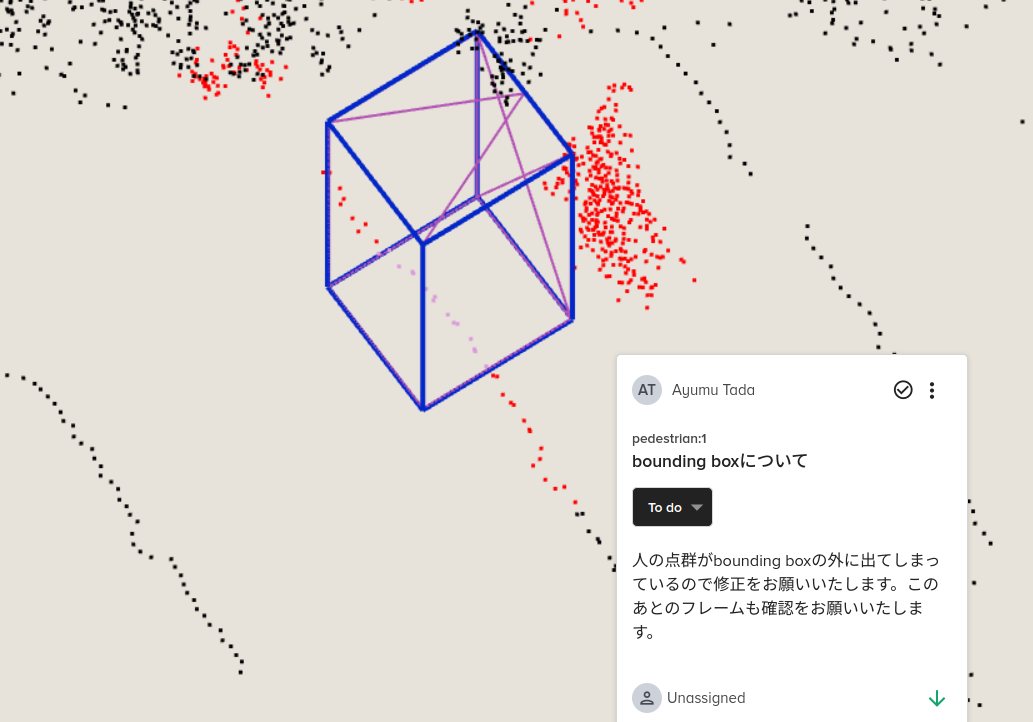 AT Ayumu Tada
pedestrian:1
bounding boxについて
To do
人の点群がbounding boxの外に出てしまっ
ているので修正をお願いいたします。この
あとのフレームも確認をお願いいたしま
す。
Unassigned